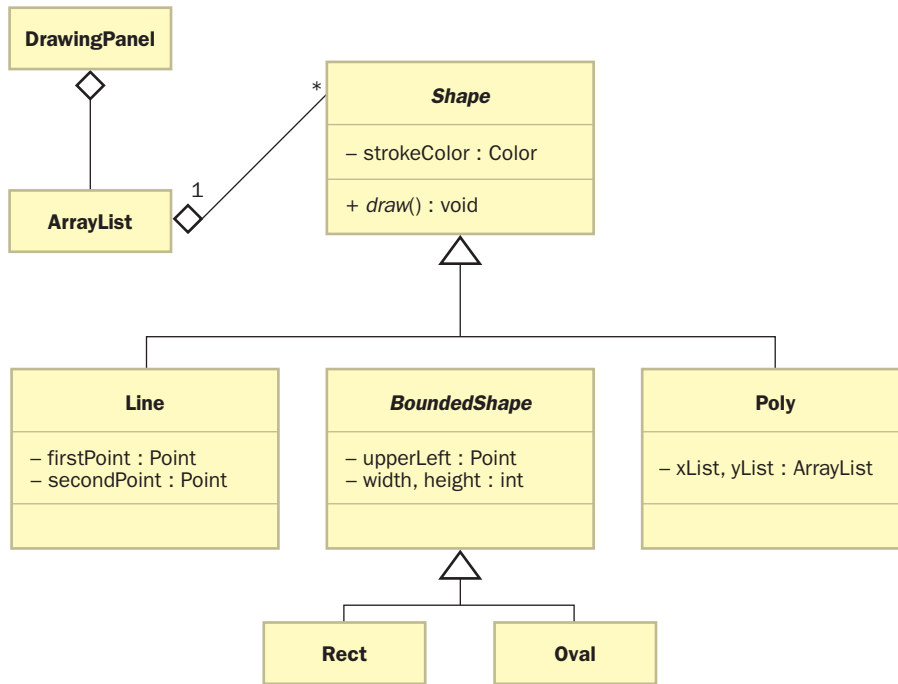 DrawingPanel
*
Shape
– strokeColor : Color
+ draw() : void
1
ArrayList
Line
– firstPoint : Point
– secondPoint : Point
BoundedShape
– upperLeft : Point
– width, height : int
Poly
– xList, yList : ArrayList
Rect
Oval